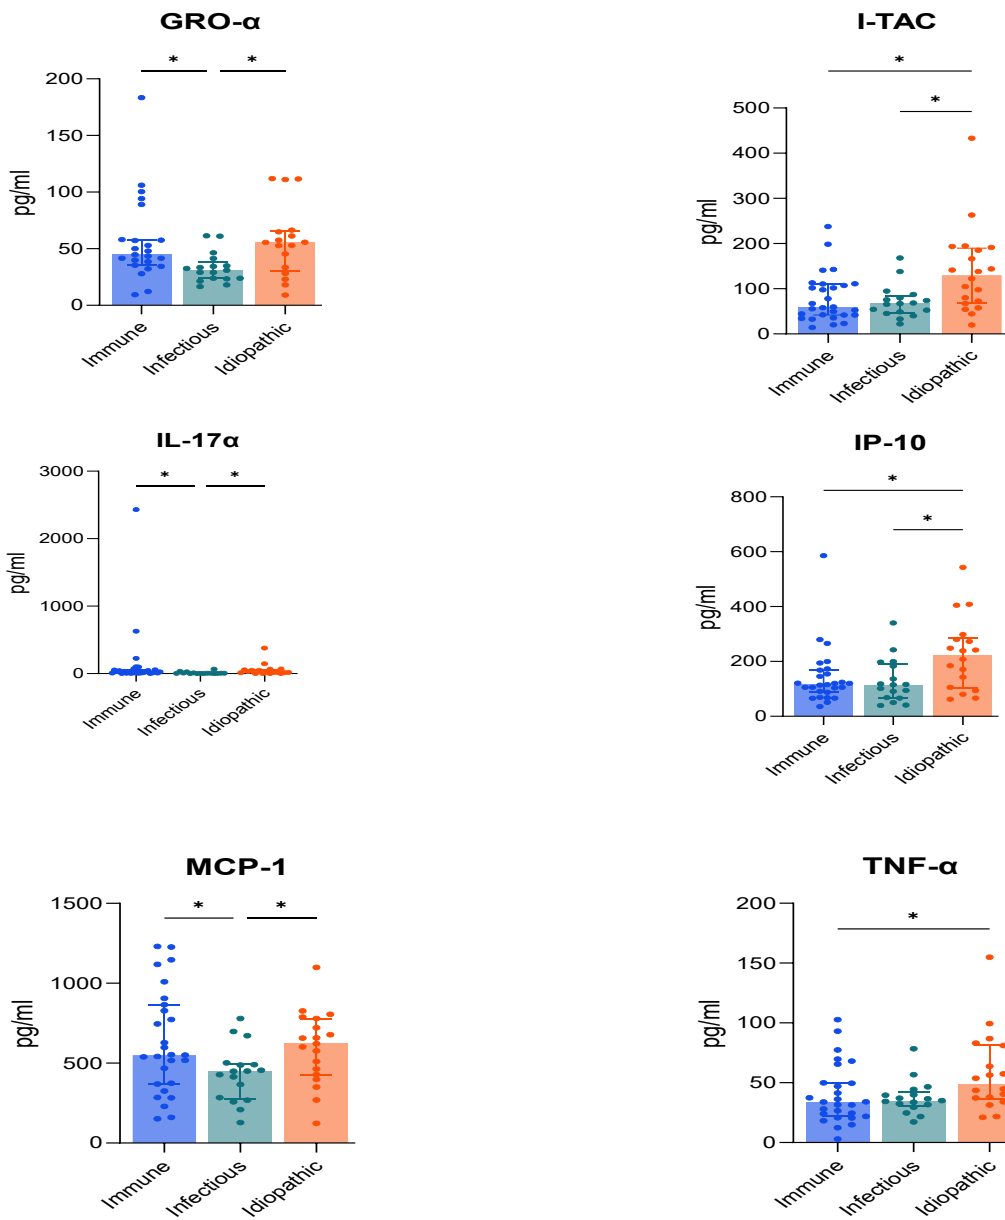 GRO-α
*
*
200
150
100
50
0
pg/ml
Immune
Infectious
Idiopathic
I-TAC
*
*
500
400
300
200
100
0
pg/ml
Immune
Infectious
Idiopathic
IL-17α
*
*
3000
2000
1000
0
pg/ml
Immune
Infectious
Idiopathic
IP-10
*
*
800
600
400
200
0
pg/ml
Immune
Infectious
Idiopathic
MCP-1
*
*
1500
1000
500
0
pg/ml
Immune
Infectious
Idiopathic
TNF-α
*
200
150
100
50
0
pg/ml
Immune
Infectious
Idiopathic